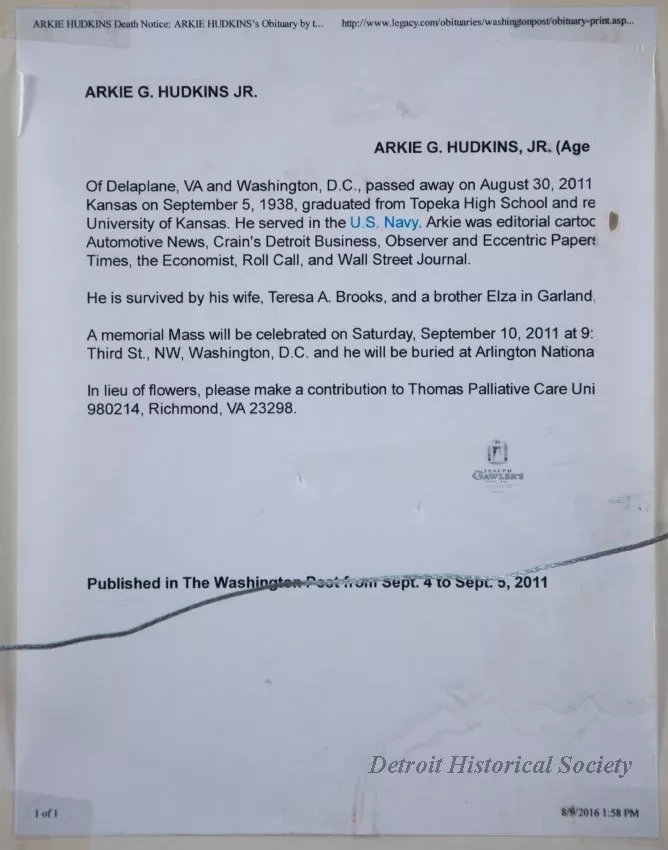 ARKIE HUDKINS Death Notice: ARKIE HUDKINS's Obituary by t... http://www.legacy.com/obituaries/washingtonpost/obituary-print.asp...
ARKIE G. HUDKINS JR.
ARKIE G. HUDKINS, JR. (Age
Of Delaplane, VA and Washington, D.C., passed away on August 30, 2011
Kansas on September 5, 1938, graduated from Topeka High School and re
University of Kansas. He served in the U.S. Navy. Arkie was editorial cartoc
Automotive News, Crain's Detroit Business, Observer and Eccentric Papers
Times, the Economist, Roll Call, and Wall Street Journal.
He is survived by his wife, Teresa A. Brooks, and a brother Elza in Garland,
A memorial Mass will be celebrated on Saturday, September 10, 2011 at 9:
Third St., NW, Washington, D.C. and he will be buried at Arlington Nationa
In lieu of flowers, please make a contribution to Thomas Palliative Care Uni
980214, Richmond, VA 23298.
JOSEPH
GAWLER'S
Published in The Washington Post from Sept. 4 to Sept. 5, 2011
Detroit Historical Society
1 of 1 8/9/2016 1:58 PM